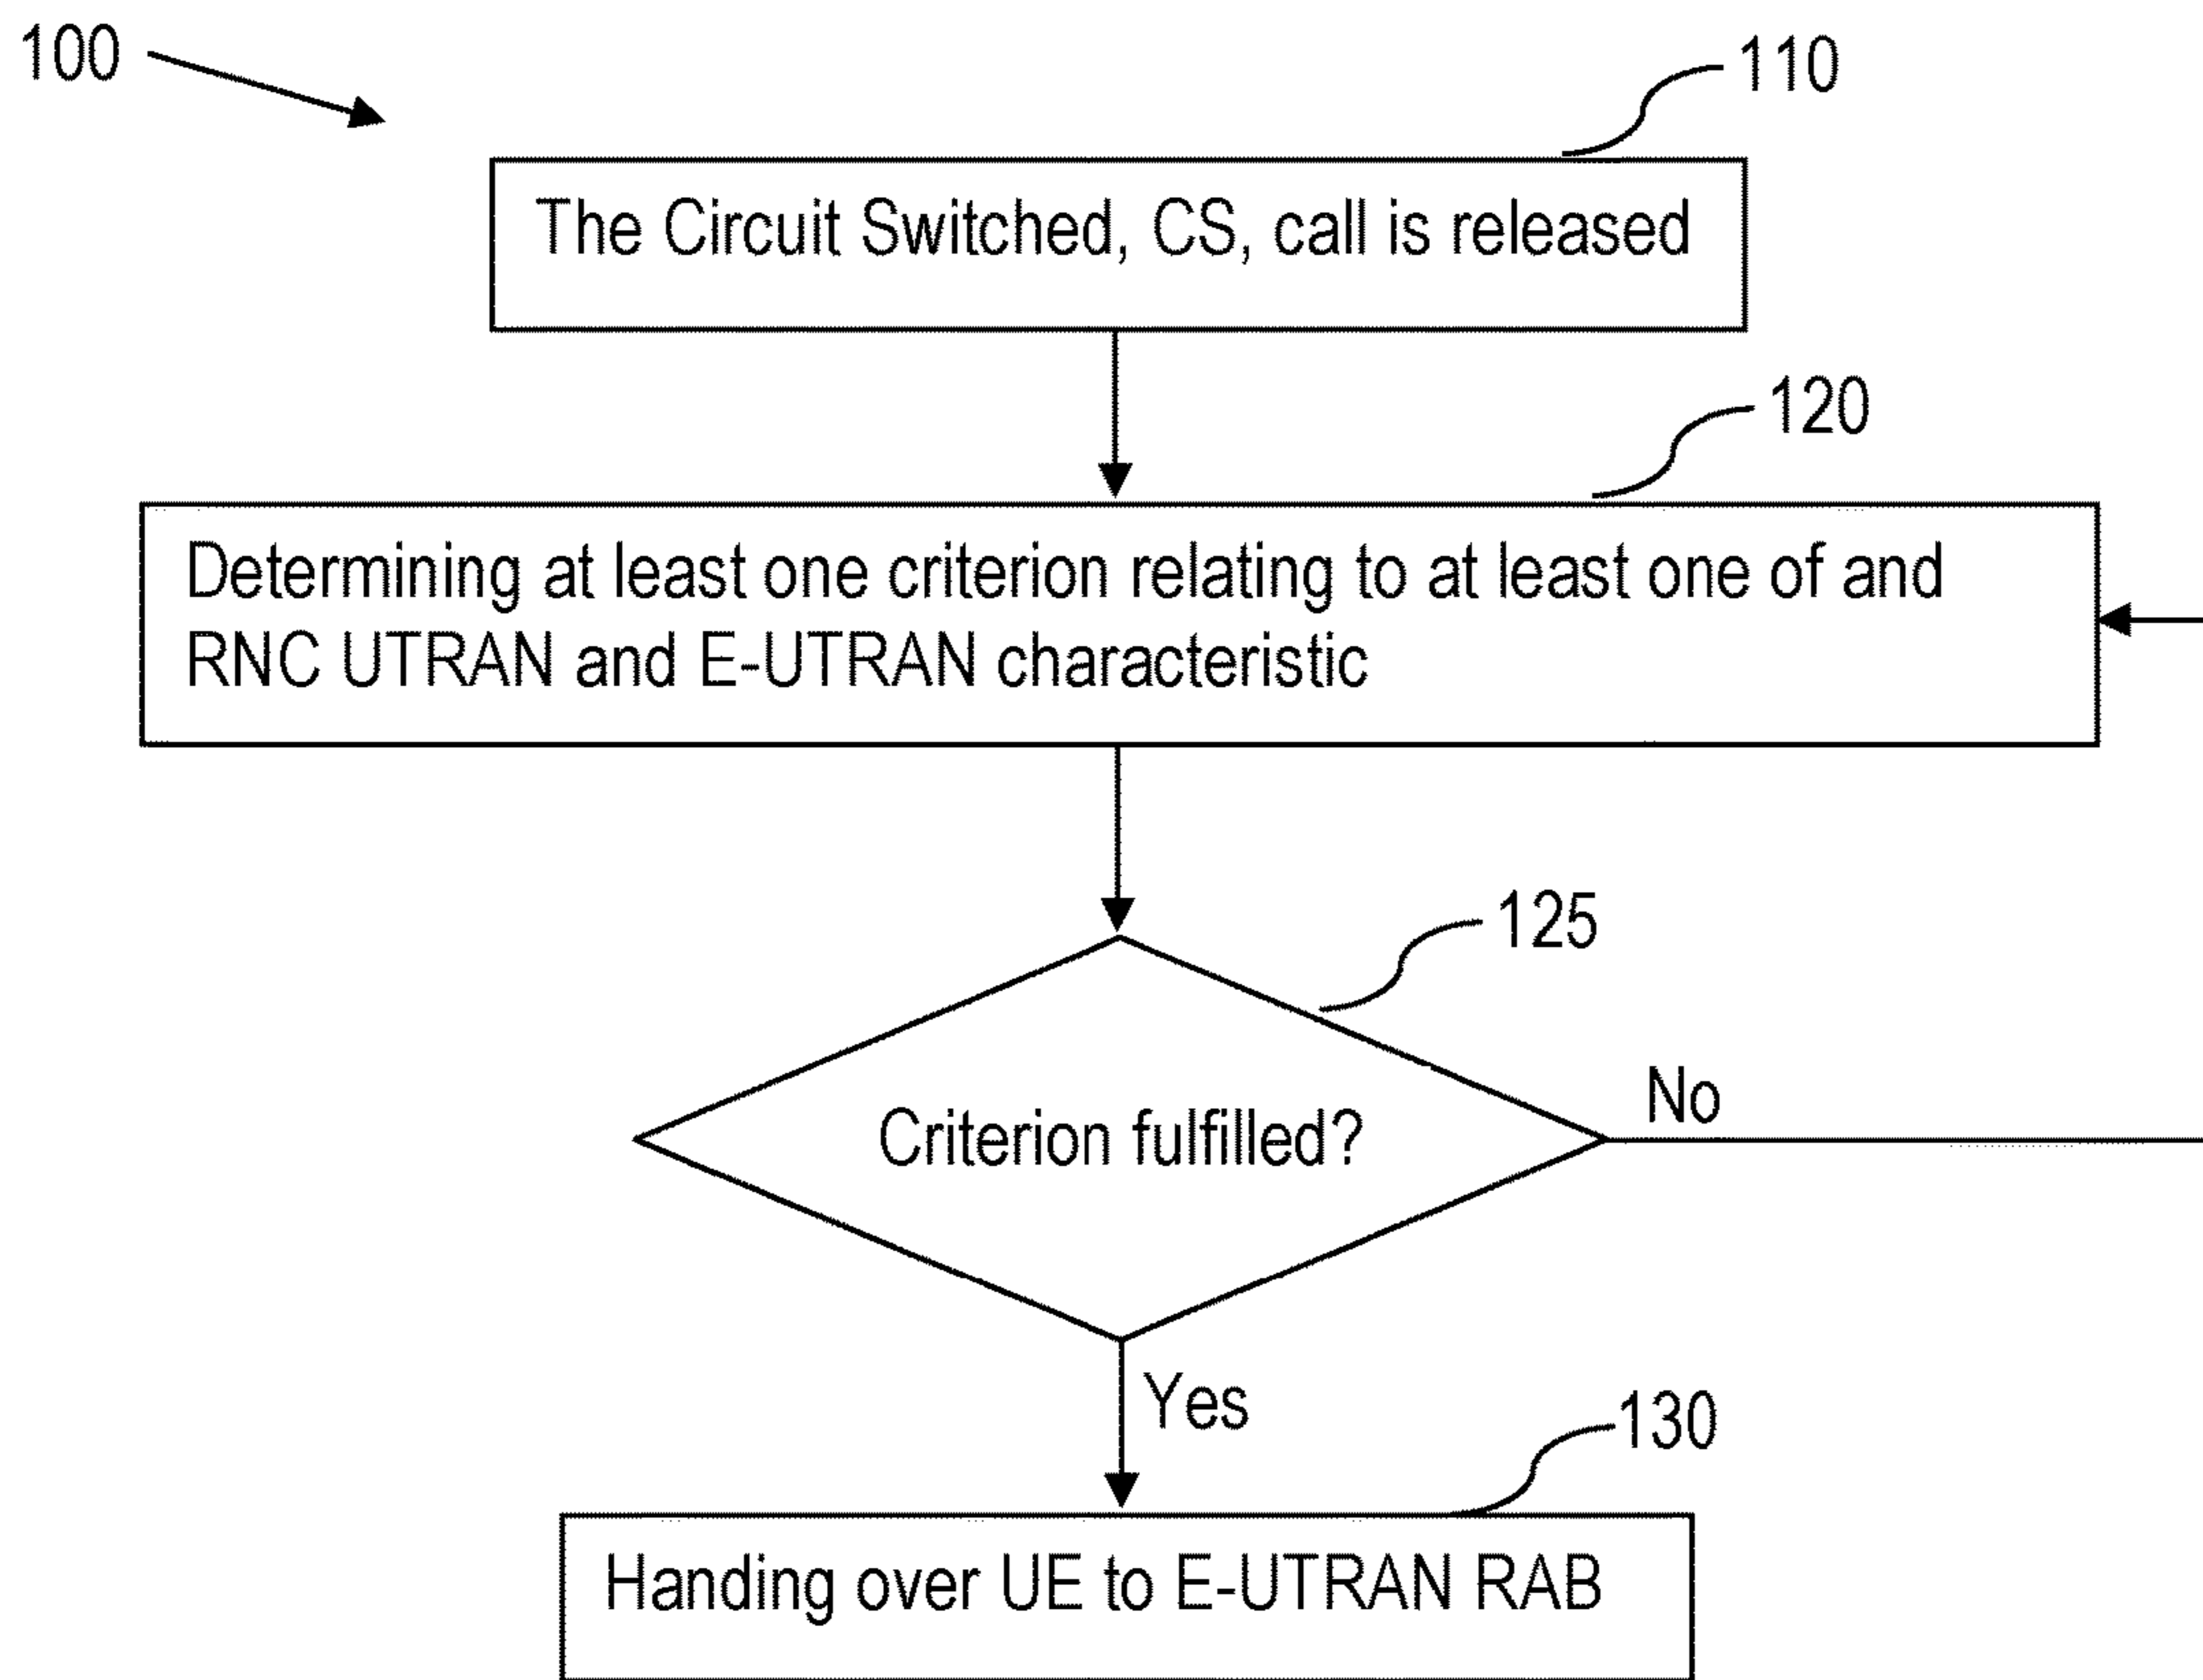 100
110
The Circuit Switched, CS, call is released
120
Determining at least one criterion relating to at least one of and
RNC UTRAN and E-UTRAN characteristic
125
Criterion fulfilled?
No
Yes
130
Handing over UE to E-UTRAN RAB